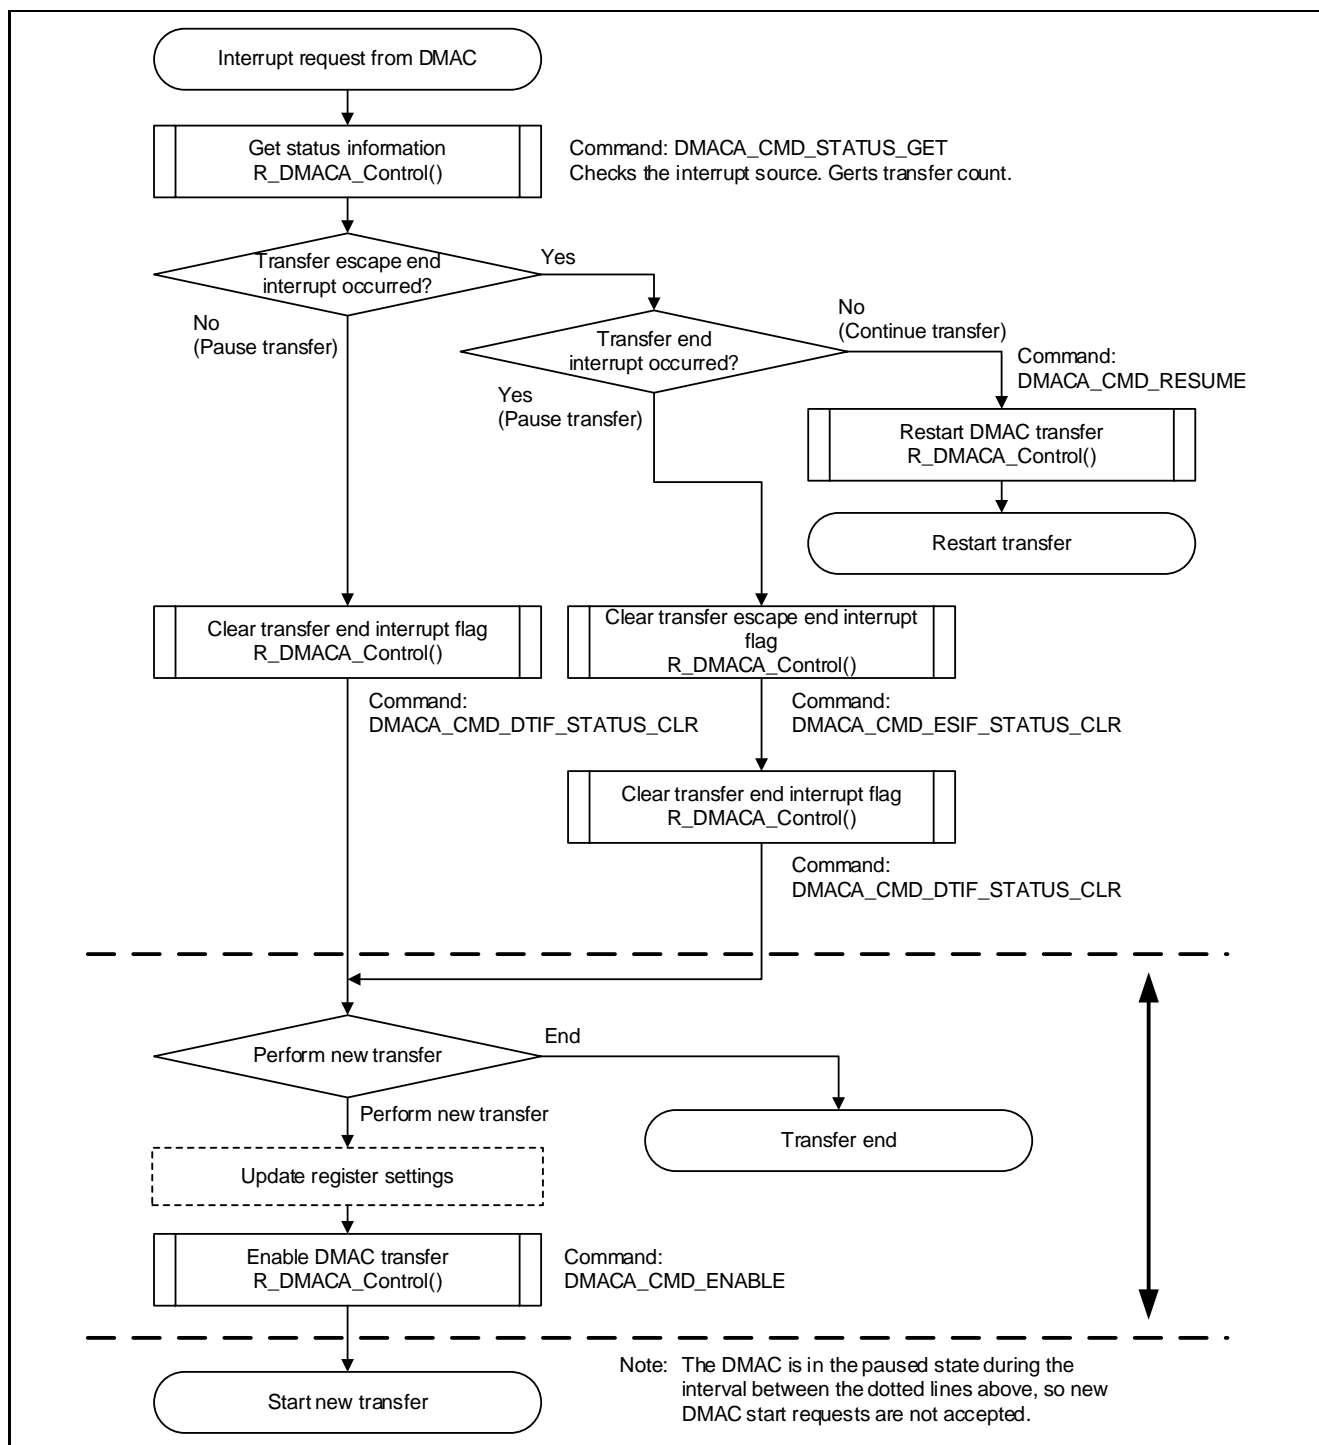 Interrupt request from DMAC
Get status information
R_DMACA_Control()
Command: DMACA_CMD_STATUS_GET
Checks the interrupt source. Gerts transfer count.
Transfer escape end
interrupt occurred?
Yes
No
(Pause transfer)
Transfer end
interrupt occurred?
No
(Continue transfer)
Command:
DMACA_CMD_RESUME
Yes
(Pause transfer)
Restart DMAC transfer
R_DMACA_Control()
Restart transfer
Clear transfer end interrupt flag
R_DMACA_Control()
Clear transfer escape end interrupt
flag
R_DMACA_Control()
Command:
DMACA_CMD_DTIF_STATUS_CLR
Command:
DMACA_CMD_ESIF_STATUS_CLR
Clear transfer end interrupt flag
R_DMACA_Control()
Command:
DMACA_CMD_DTIF_STATUS_CLR
Perform new transfer
End
Perform new transfer
Transfer end
Update register settings
Enable DMAC transfer
R_DMACA_Control()
Command:
DMACA_CMD_ENABLE
Start new transfer
Note: The DMAC is in the paused state during the
interval between the dotted lines above, so new
DMAC start requests are not accepted.